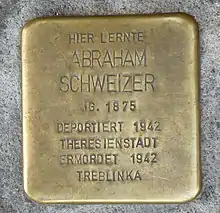 HIER LERNTE
ABRAHAM
SCHWEIZER
JG. 1875
DEPORTIERT 1942
THERESIENSTADT
ERMORDET 1942
TREBLINKA